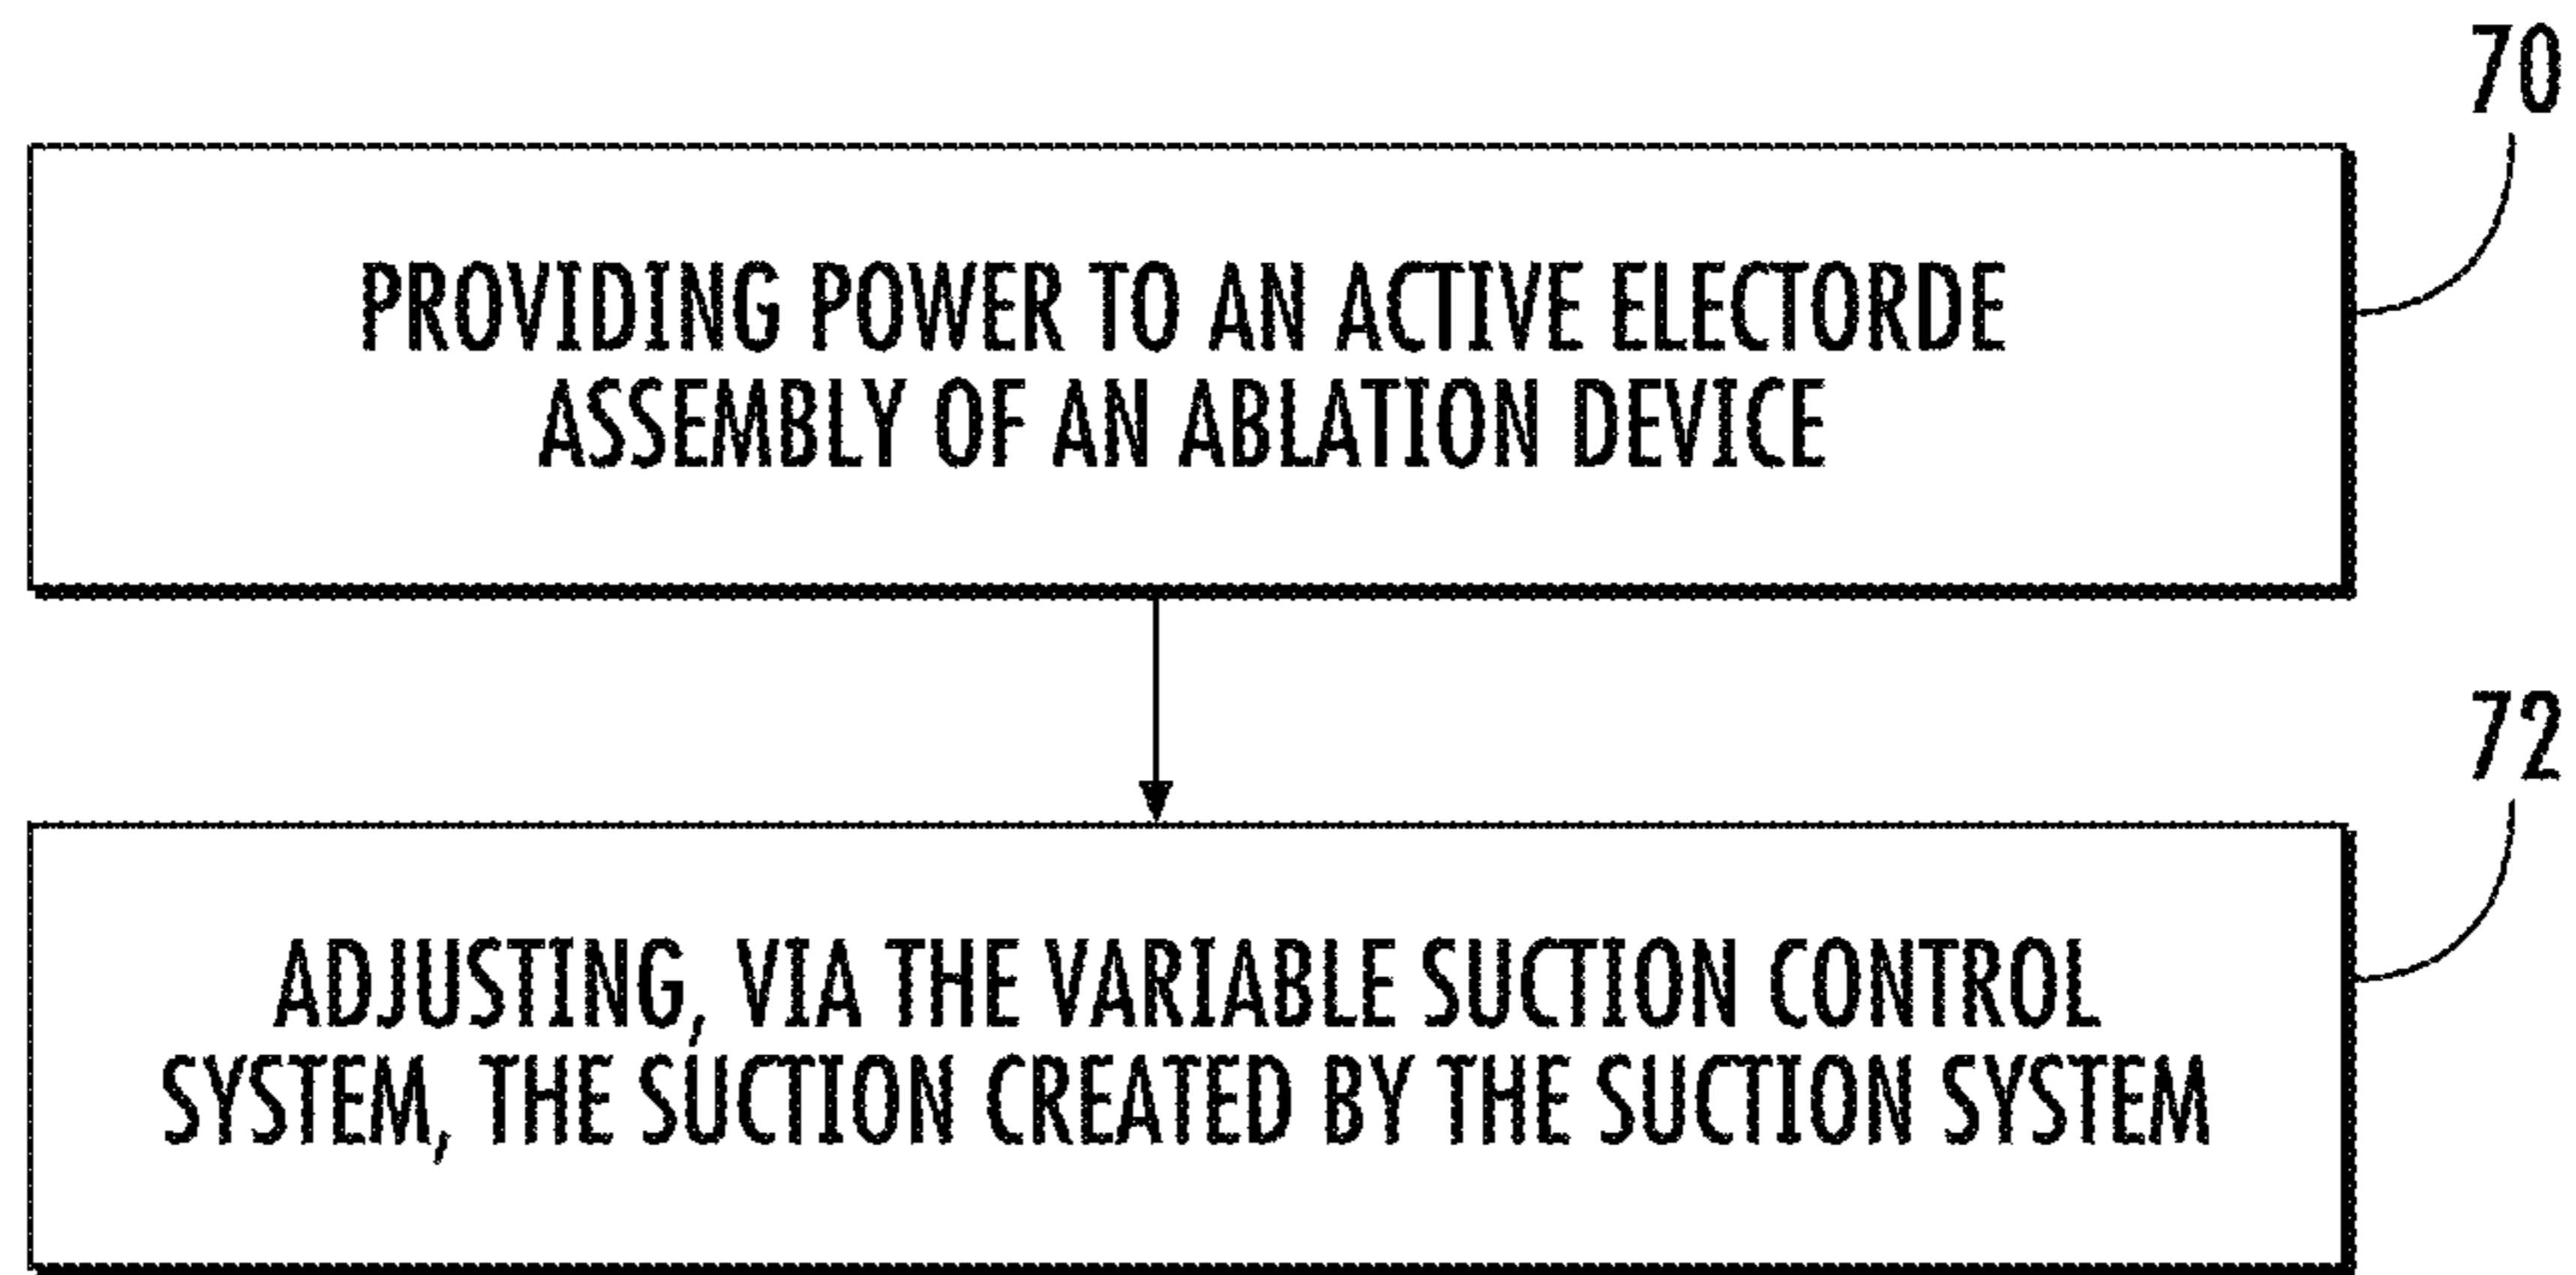 70
PROVIDING POWER TO AN ACTIVE ELECTORDE
ASSEMBLY OF AN ABLATION DEVICE
72
ADJUSTING, VIA THE VARIABLE SUCTION CONTROL
SYSTEM, THE SUCTION CREATED BY THE SUCTION SYSTEM